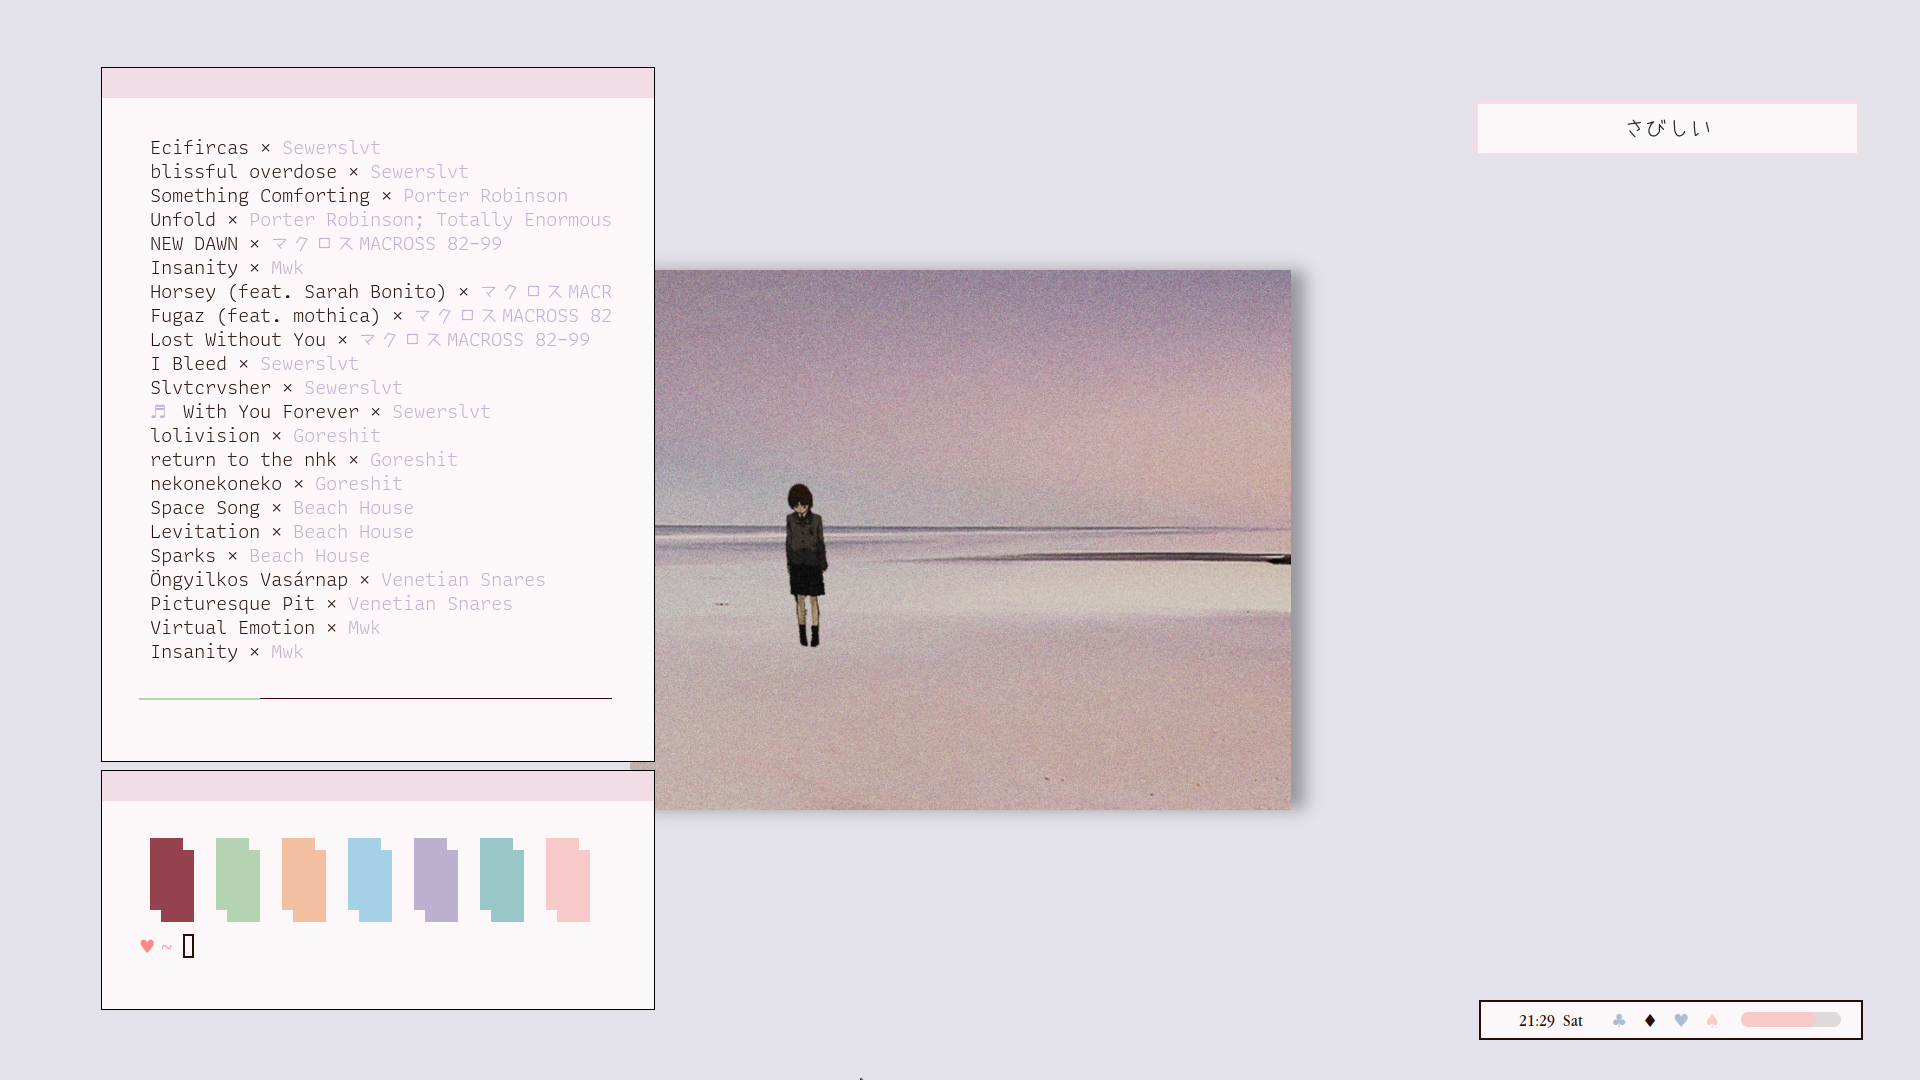 Ecifircas × Sewerslvt
blissful overdose × Sewerslvt
Something Comforting × Porter Robinson
Unfold × Porter Robinson; Totally Enormous
NEW DAWN × マクロスMACROSS 82-99
Insanity × Mwk
Horsey (feat. Sarah Bonito) × マクロスMACR
Fugaz (feat. mothica) × マクロスMACROSS 82
Lost Without You × マクロスMACROSS 82-99
I Bleed × Sewerslvt
Slvtcrvsher × Sewerslvt
♬ With You Forever × Sewerslvt
lolivision × Goreshit
return to the nhk × Goreshit
nekonekoneko × Goreshit
Space Song × Beach House
Levitation × Beach House
Sparks × Beach House
Öngyilkos Vasárnap × Venetian Snares
Picturesque Pit × Venetian Snares
Virtual Emotion × Mwk
Insanity × Mwk
♥ ~
さびしい
21:29 Sat ♣ ♦ ♥ ♠